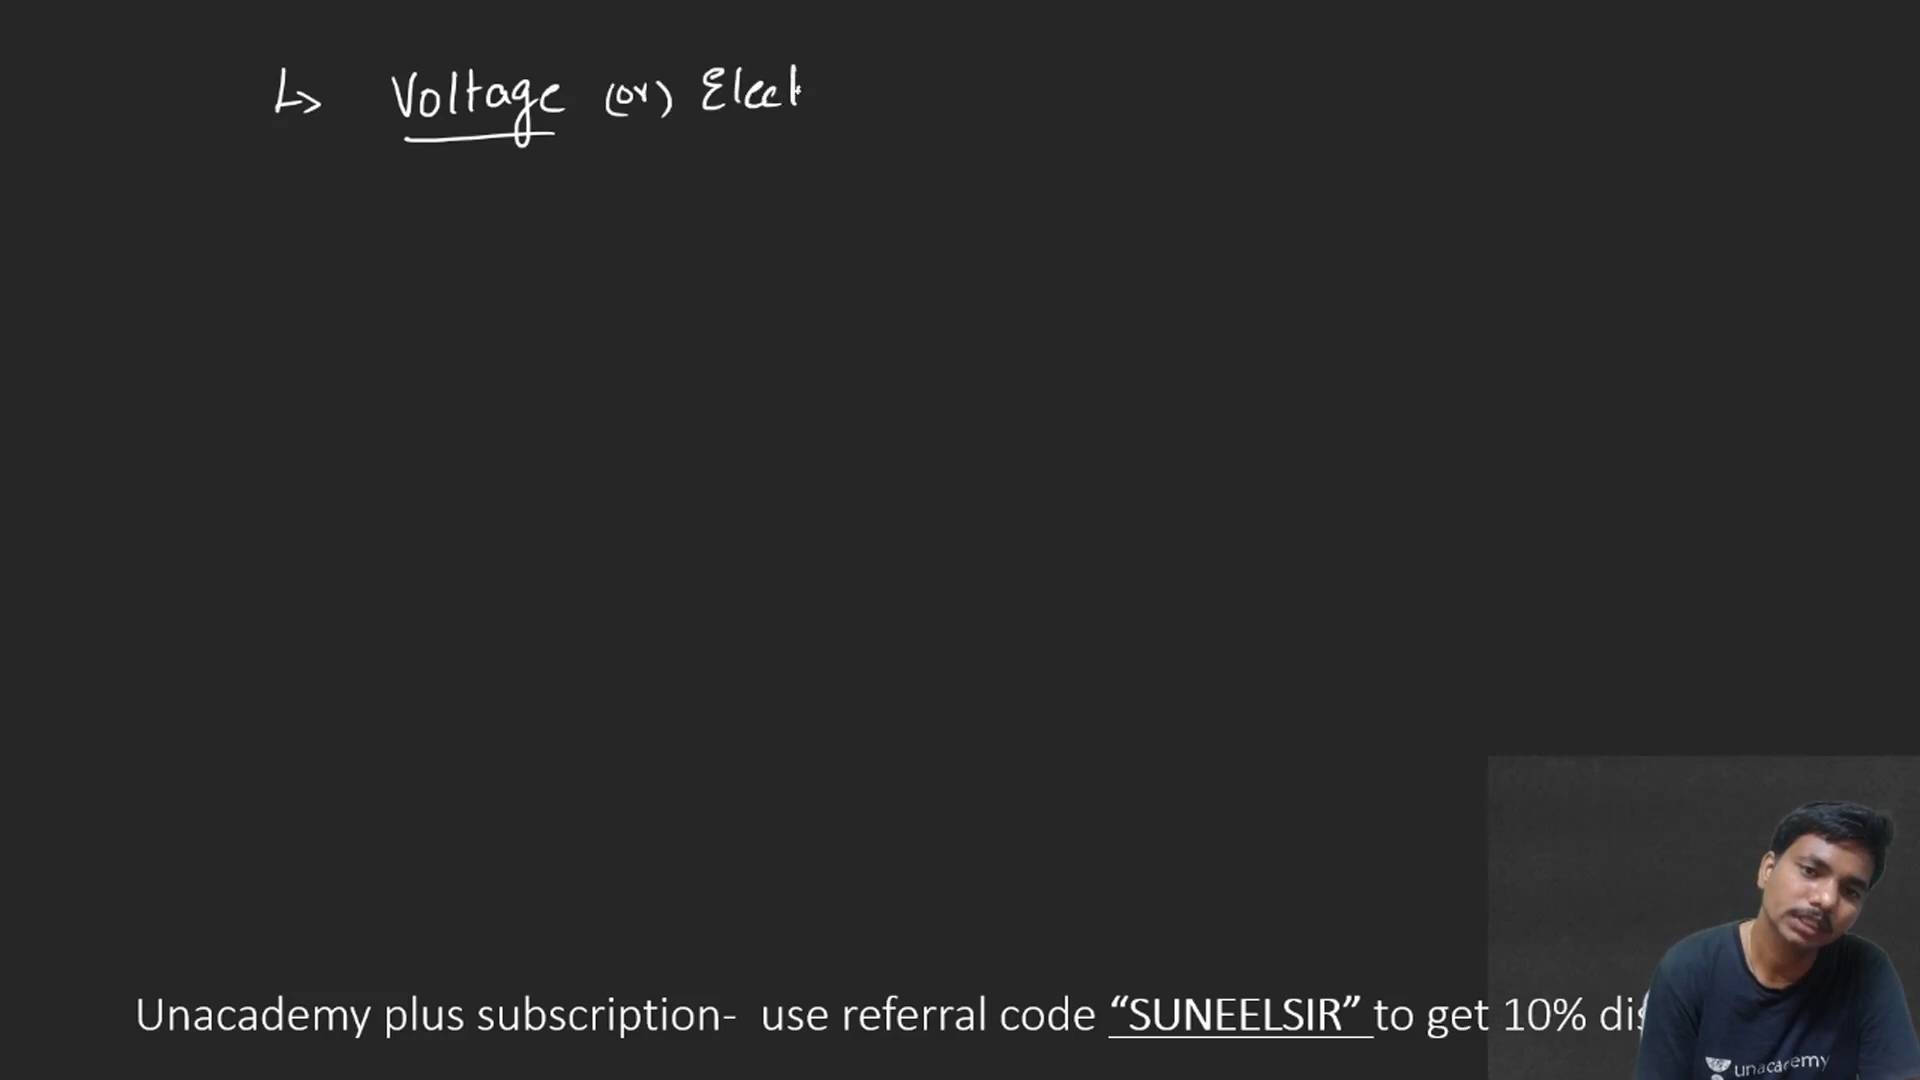 ↳ Voltage (or) Elect
Unacademy plus subscription- use referral code “SUNEELSIR” to get 10% dis
unacademy